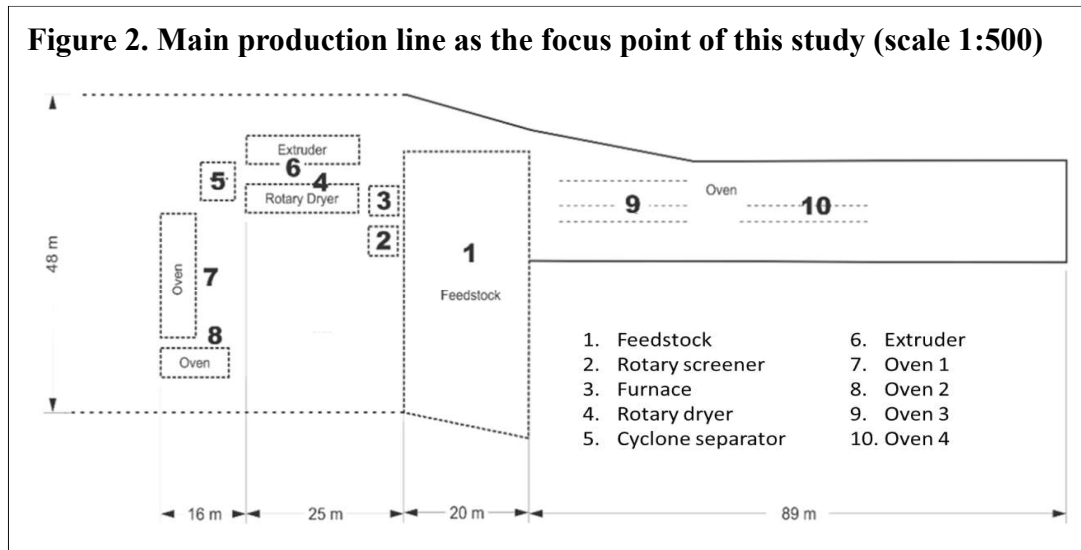 Figure 2. Main production line as the focus point of this study (scale 1:500)
48 m
Extruder
6
4
Rotary Dryer
5
3
2
Oven
7
8
Oven
1
Feedstock
Oven
9
10
1. Feedstock
2. Rotary screener
3. Furnace
4. Rotary dryer
5. Cyclone separator
6. Extruder
7. Oven 1
8. Oven 2
9. Oven 3
10. Oven 4
16 m
25 m
20 m
89 m